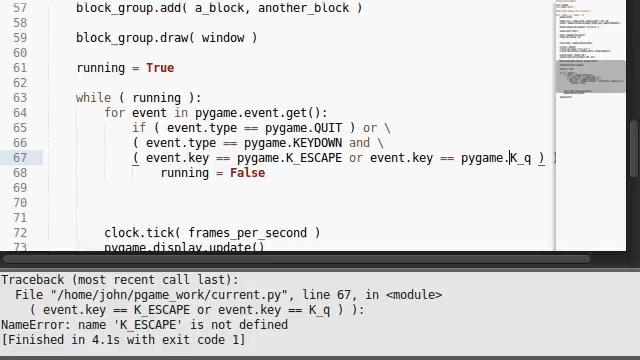 57 block_group.add( a_block, another_block )
58
59 block_group.draw( window )
60
61 running = True
62
63 while ( running ):
64 for event in pygame.event.get():
65 if ( event.type == pygame.QUIT ) or \
66 ( event.type == pygame.KEYDOWN and \
67 ( event.key == pygame.K_ESCAPE or event.key == pygame.K_q ) )
68 running = False
69
70
71
72 clock.tick( frames_per_second )
73 pygame.display.update()
Traceback (most recent call last):
File "/home/john/pgame_work/current.py", line 67, in <module>
( event.key == K_ESCAPE or event.key == K_q ) ):
NameError: name 'K_ESCAPE' is not defined
[Finished in 4.1s with exit code 1]